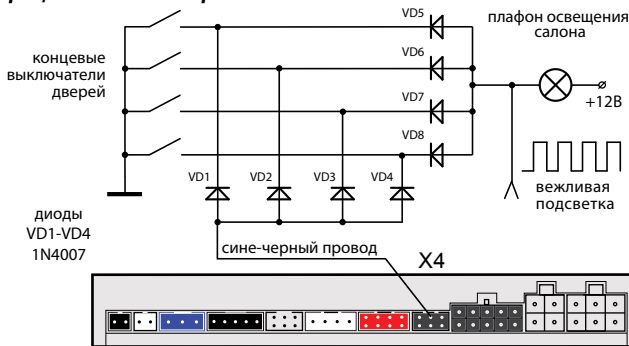 VD5
плафон освещения
салона
концевые
выключатели
дверей
VD6
VD7
+12В
VD8
VD1
VD2
VD3
VD4
вежливая
подсветка
диоды
VD1-VD4
1N4007
сине-черный провод
X4